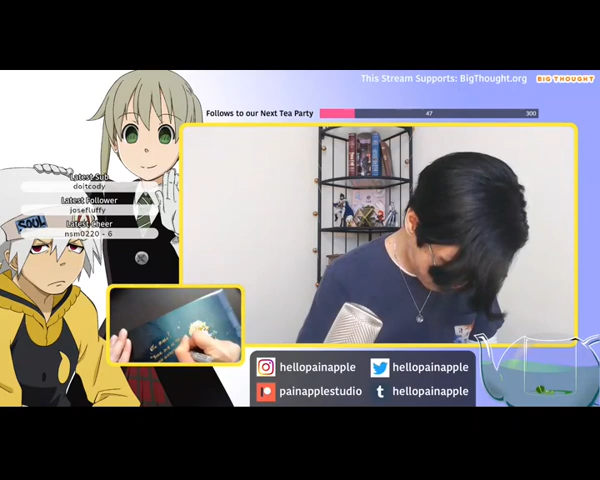 This Stream Supports: BigThought.org
BIG THOUGHT
Follows to our Next Tea Party
47
300
Latest Sub
doitcody
Latest Follower
josefluffy
Latest Cheer
nsm0220 - 6
SOUL
hellopainapple
hellopainapple
painapplestudio
hellopainapple